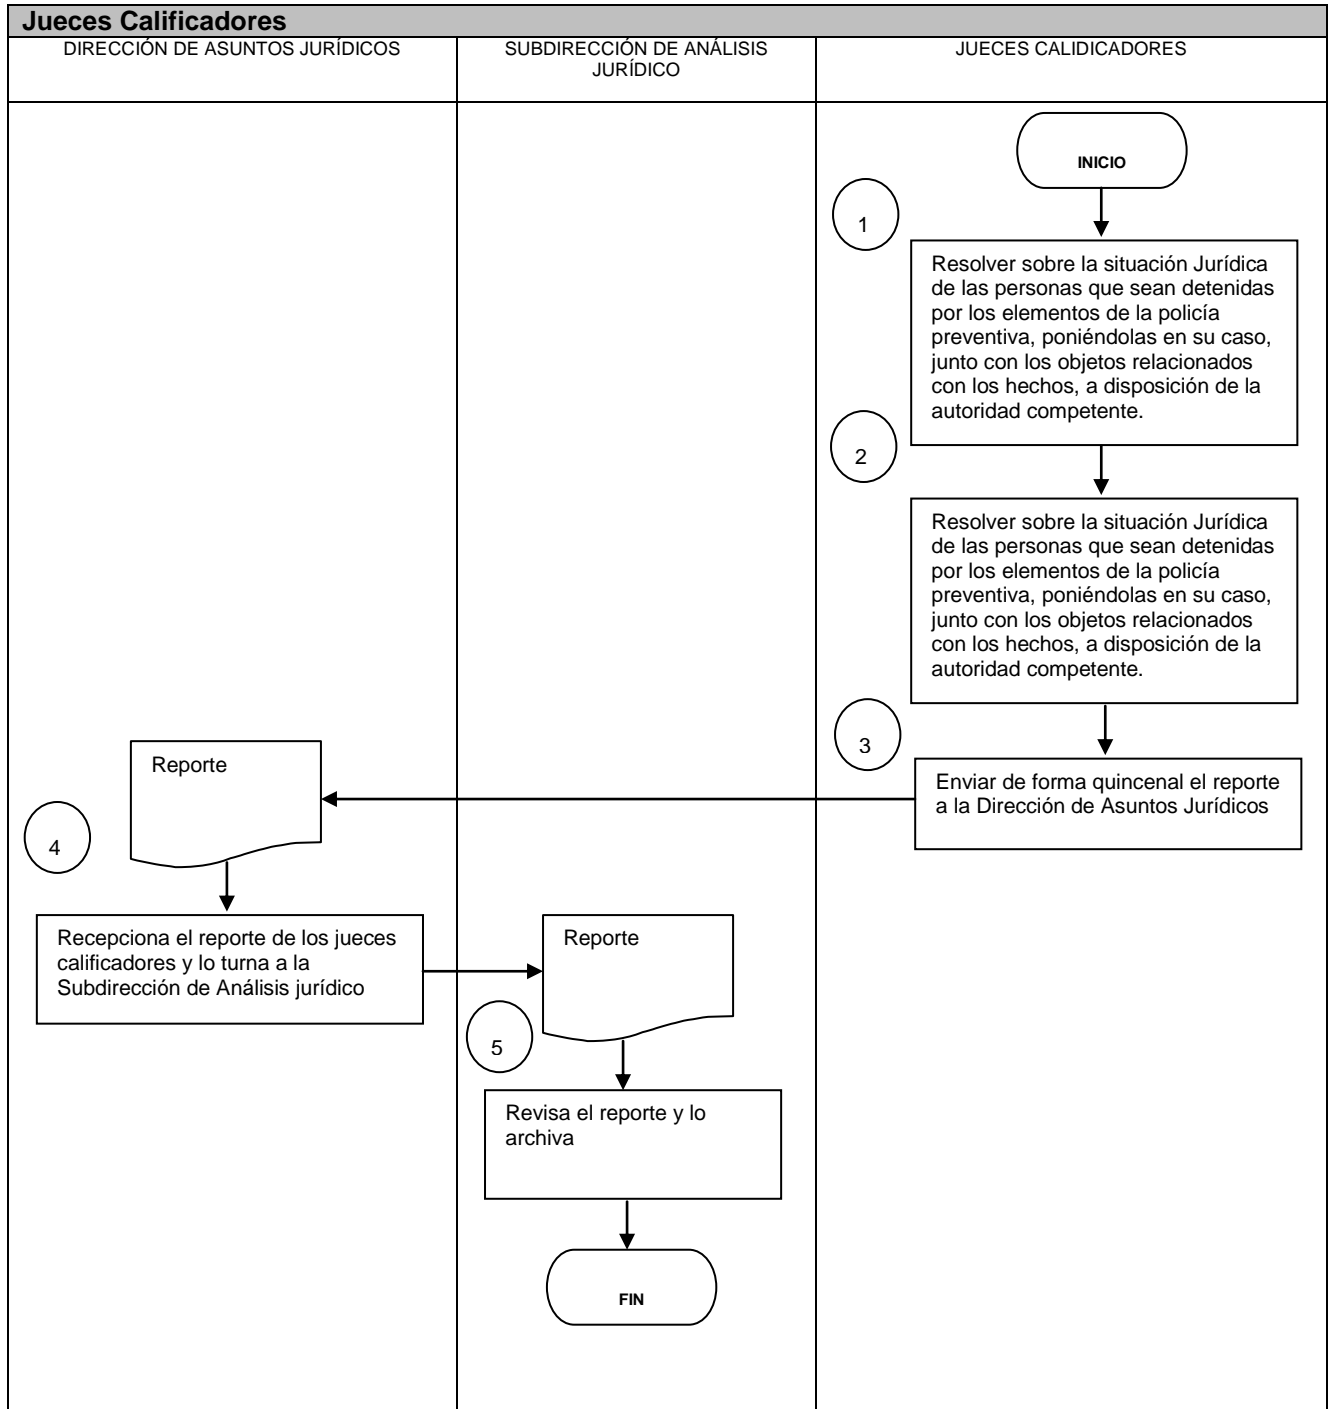 Jueces Calificadores
DIRECCIÓN DE ASUNTOS JURÍDICOS
SUBDIRECCIÓN DE ANÁLISIS
JURÍDICO
JUECES CALIDICADORES
INICIO
1
Resolver sobre la situación Jurídica
de las personas que sean detenidas
por los elementos de la policía
preventiva, poniéndolas en su caso,
junto con los objetos relacionados
con los hechos, a disposición de la
autoridad competente.
2
Resolver sobre la situación Jurídica
de las personas que sean detenidas
por los elementos de la policía
preventiva, poniéndolas en su caso,
junto con los objetos relacionados
con los hechos, a disposición de la
autoridad competente.
3
Enviar de forma quincenal el reporte
a la Dirección de Asuntos Jurídicos
Reporte
4
Recepciona el reporte de los jueces
calificadores y lo turna a la
Subdirección de Análisis jurídico
Reporte
5
Revisa el reporte y lo
archiva
FIN